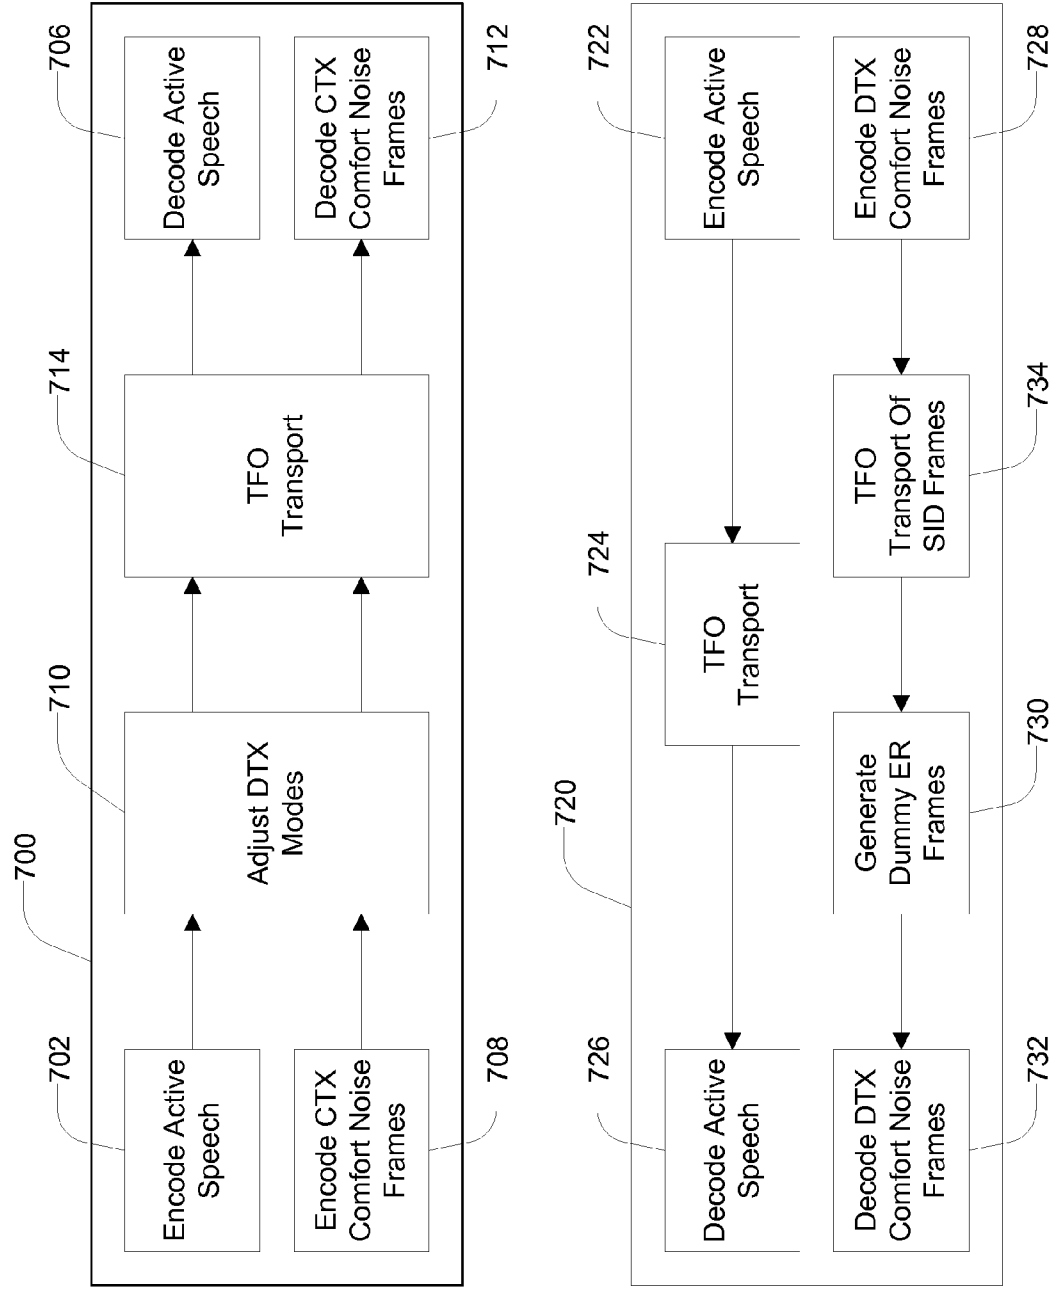 700
702
Encode Active
Speech
708
Encode CTX
Comfort Noise
Frames
710
Adjust DTX
Modes
714
TFO
Transport
706
Decode Active
Speech
712
Decode CTX
Comfort Noise
Frames
720
722
Encode Active
Speech
724
TFO
Transport
726
Decode Active
Speech
728
Encode DTX
Comfort Noise
Frames
734
TFO
Transport Of
SID Frames
730
Generate
Dummy ER
Frames
732
Decode DTX
Comfort Noise
Frames